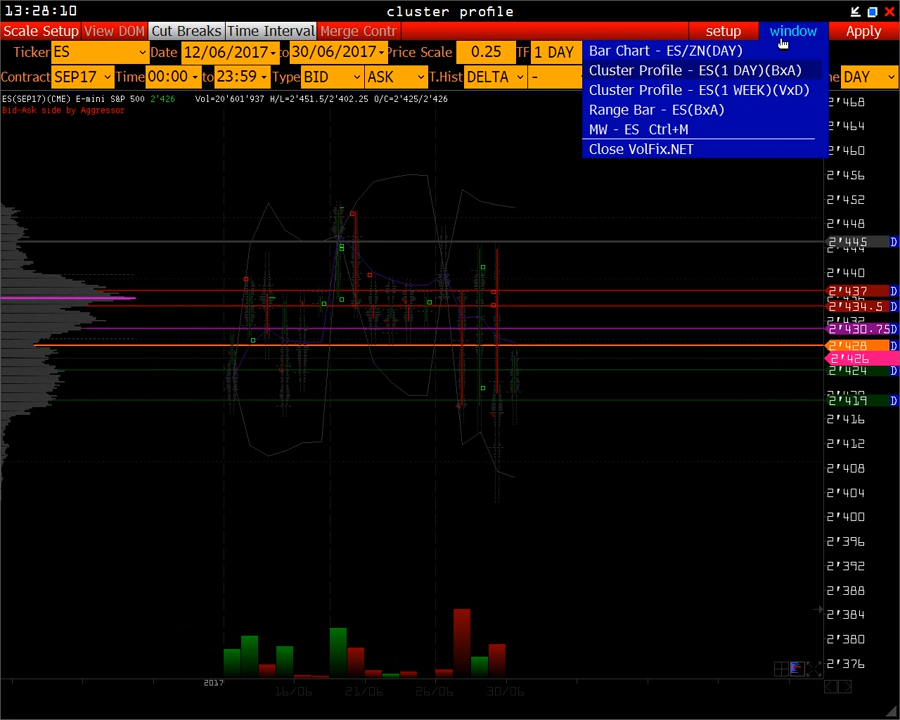 13:28:10 cluster profile
Scale Setup View DOM Cut Breaks Time Interval Merge Contr setup window Apply
Ticker ES Date 12/06/2017 to 30/06/2017 Price Scale 0.25 TF 1 DAY
Contract SEP17 Time 00:00 to 23:59 Type BID ASK T.Hist DELTA - ne DAY
Bar Chart - ES/ZN(DAY)
Cluster Profile - ES(1 DAY)(BxA)
Cluster Profile - ES(1 WEEK)(VxD)
Range Bar - ES(BxA)
MW - ES Ctrl+M
Close VolFix.NET
ES(SEP17)(CME) E-mini S&P 500 2'426 Vol=20'601'937 H/L=2'451.5/2'402.25 O/C=2'425/2'426
Bid-Ask side by Aggressor
2'468
2'464
2'460
2'456
2'452
2'448
2'445 D
2'444
2'440
2'437 D
2'434.5 D
2'432
2'430.75 D
2'428 D
2'426
2'424 D
2'419 D
2'416
2'412
2'408
2'404
2'400
2'396
2'392
2'388
2'384
2'380
2'376
2017 16/06 21/06 26/06 30/06